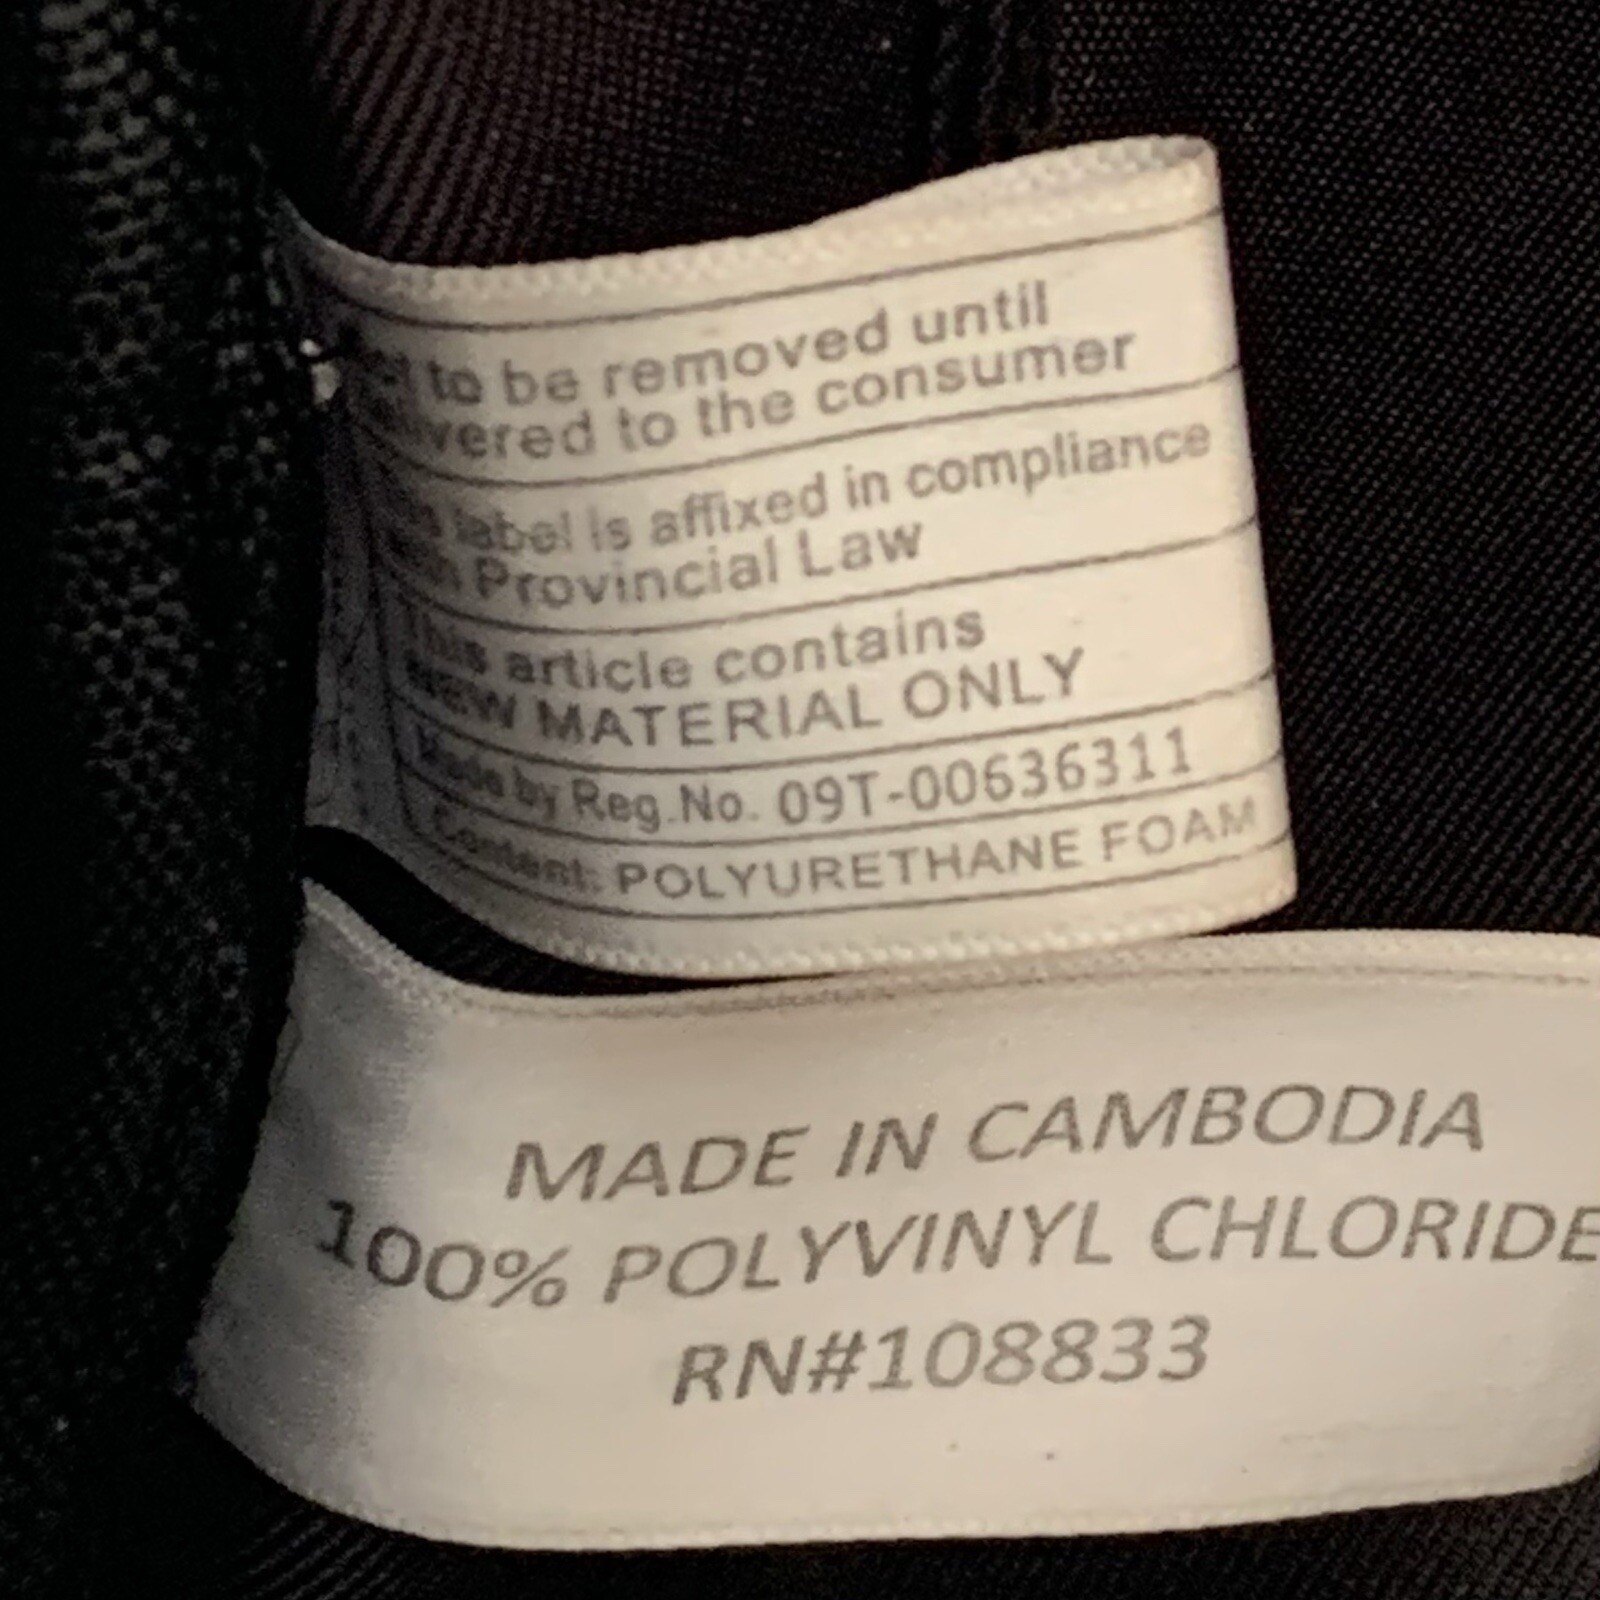 to be removed until
delivered to the consumer
This label is affixed in compliance
with Provincial Law
This article contains
NEW MATERIAL ONLY
Made by Reg.No. 09T-00636311
Content: POLYURETHANE FOAM
MADE IN CAMBODIA
100% POLYVINYL CHLORIDE
RN#108833